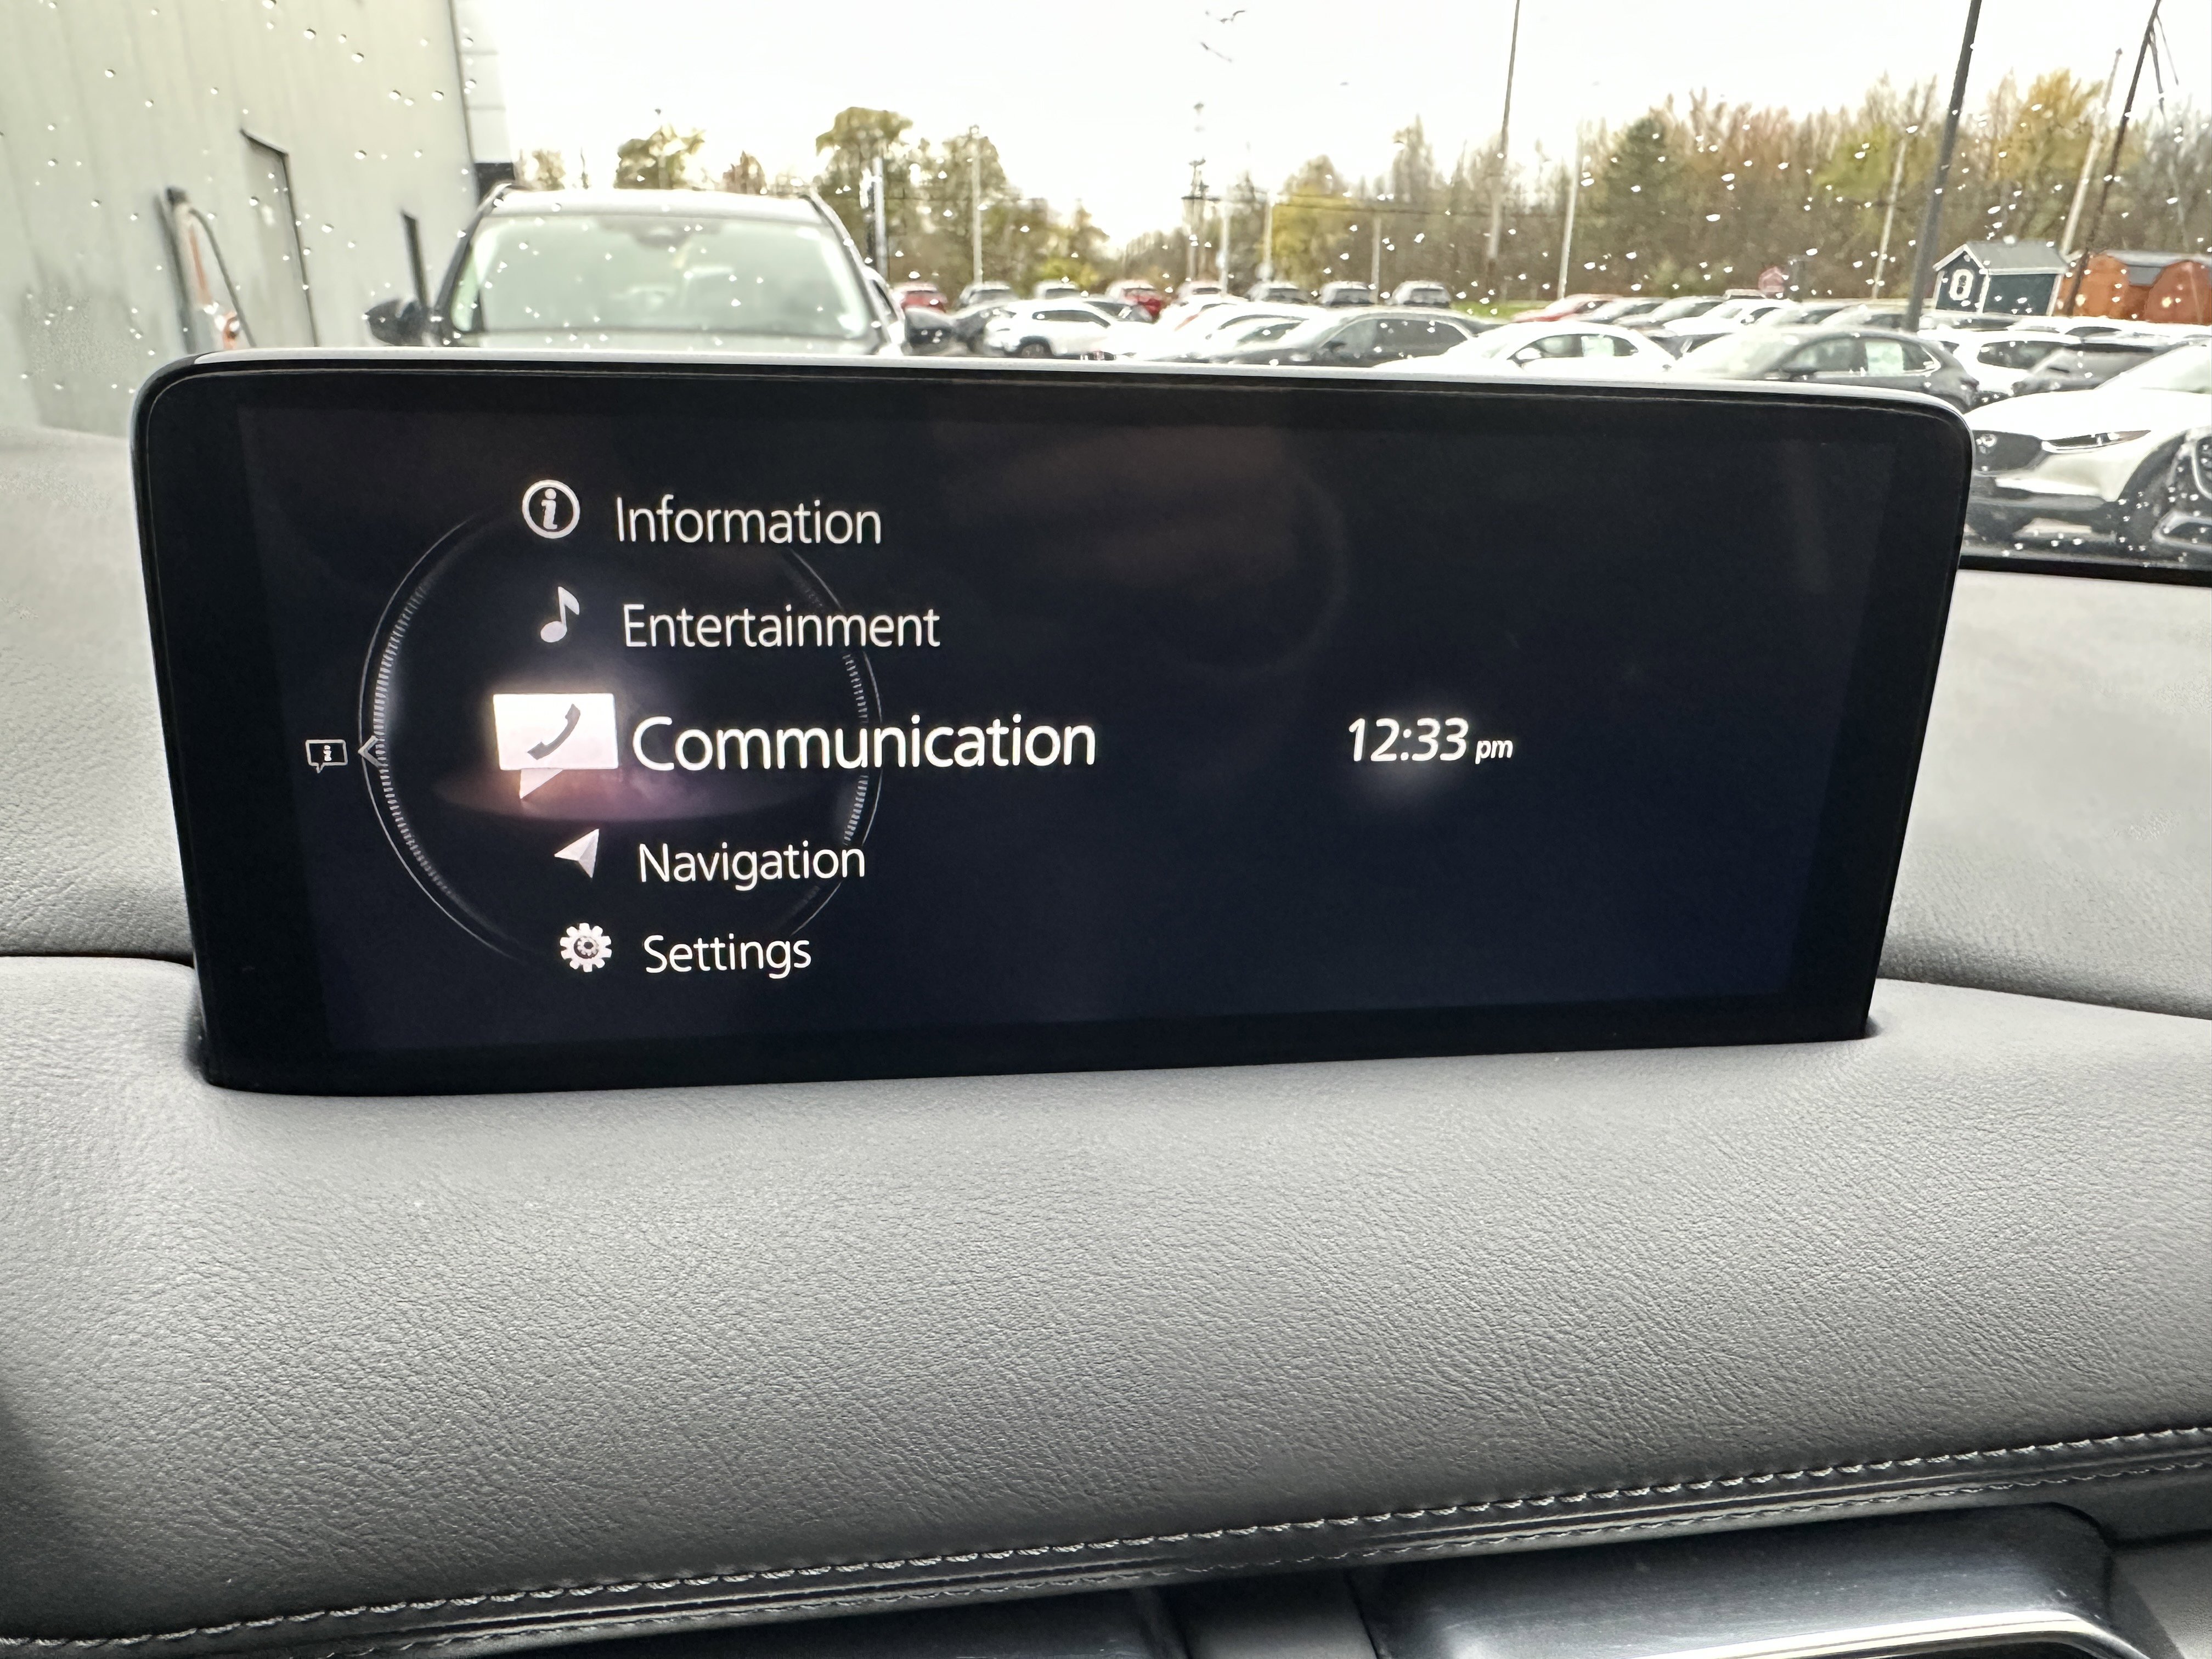 Information
Entertainment
Communication
12:33 pm
Navigation
Settings